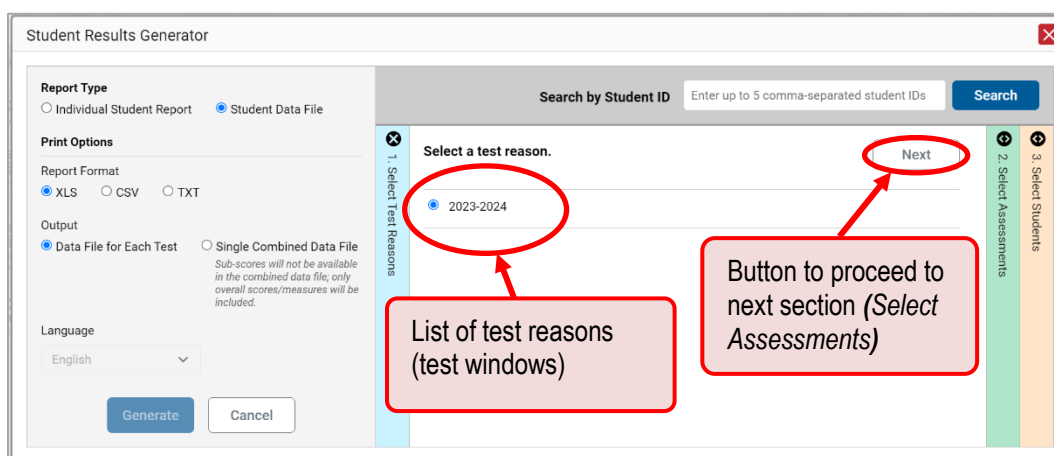 Student Results Generator
Report Type
Individual Student Report
Student Data File
Print Options
Report Format
XLS
CSV
TXT
Output
Data File for Each Test
Single Combined Data File
Sub-scores will not be available
in the combined data file; only
overall scores/measures will be
included.
Language
English
Generate
Cancel
Search by Student ID
Enter up to 5 comma-separated student IDs
Search
1. Select Test Reasons
Select a test reason.
Next
2023-2024
List of test reasons
(test windows)
Button to proceed to
next section (Select
Assessments)
2. Select Assessments
3. Select Students